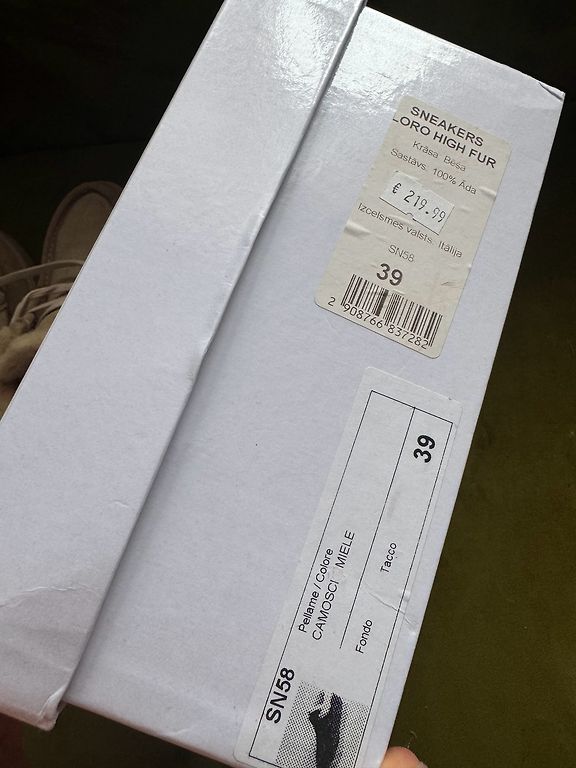 SNEAKERS
LORO HIGH FUR
Krāsa Bēša
Sastāvs: 100% Āda
€ 219.99
Izcelsmes valsts: Itālija
SN58
39
2 908766 837282
SN58
Pellame / Colore
CAMOSCI MIELE
Fondo
Tacco
39